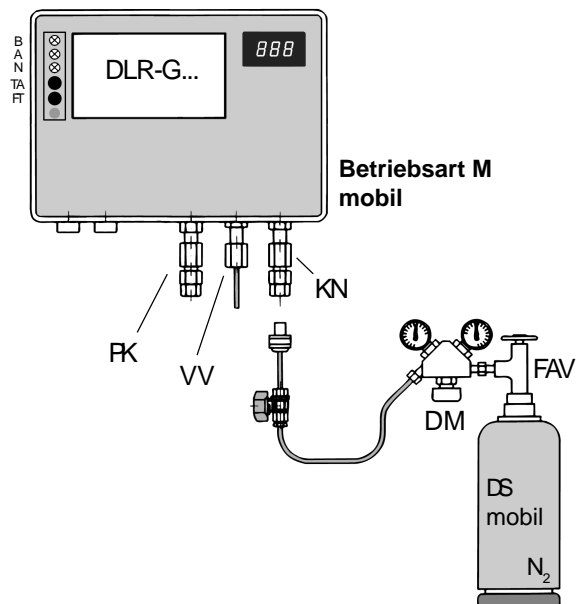 B
A
N
TA
FT
DLR-G...
888
Betriebsart M
mobil
PK
VV
KN
DM
FAV
DS
mobil
N₂